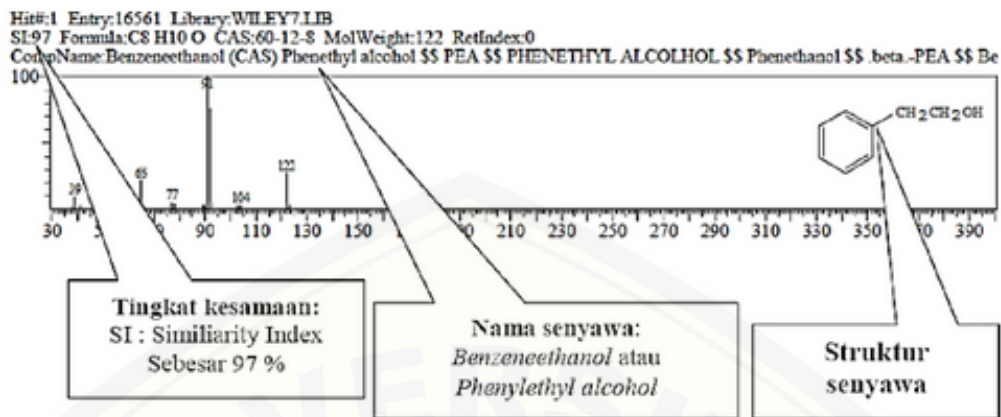 Hit#:1 Entry:16561 Library:WILEY7.LIB
SI:97 Formula:C8 H10 O CAS:60-12-8 MolWeight:122 RetIndex:0
CompName:Benzeneethanol (CAS) Phenethyl alcohol $$ PEA $$ PHENETHYL ALCOLHOL $$ Phenethanol $$ .beta.-PEA $$ Be
100
91
65
122
39
77
104
CH2CH2OH
30 70 90 110 130 150 190 210 230 250 270 290 310 330 370 390
Tingkat kesamaan:
SI : Similiarity Index
Sebesar 97 %
Nama senyawa:
Benzeneethanol atau
Phenylethyl alcohol
Struktur
senyawa